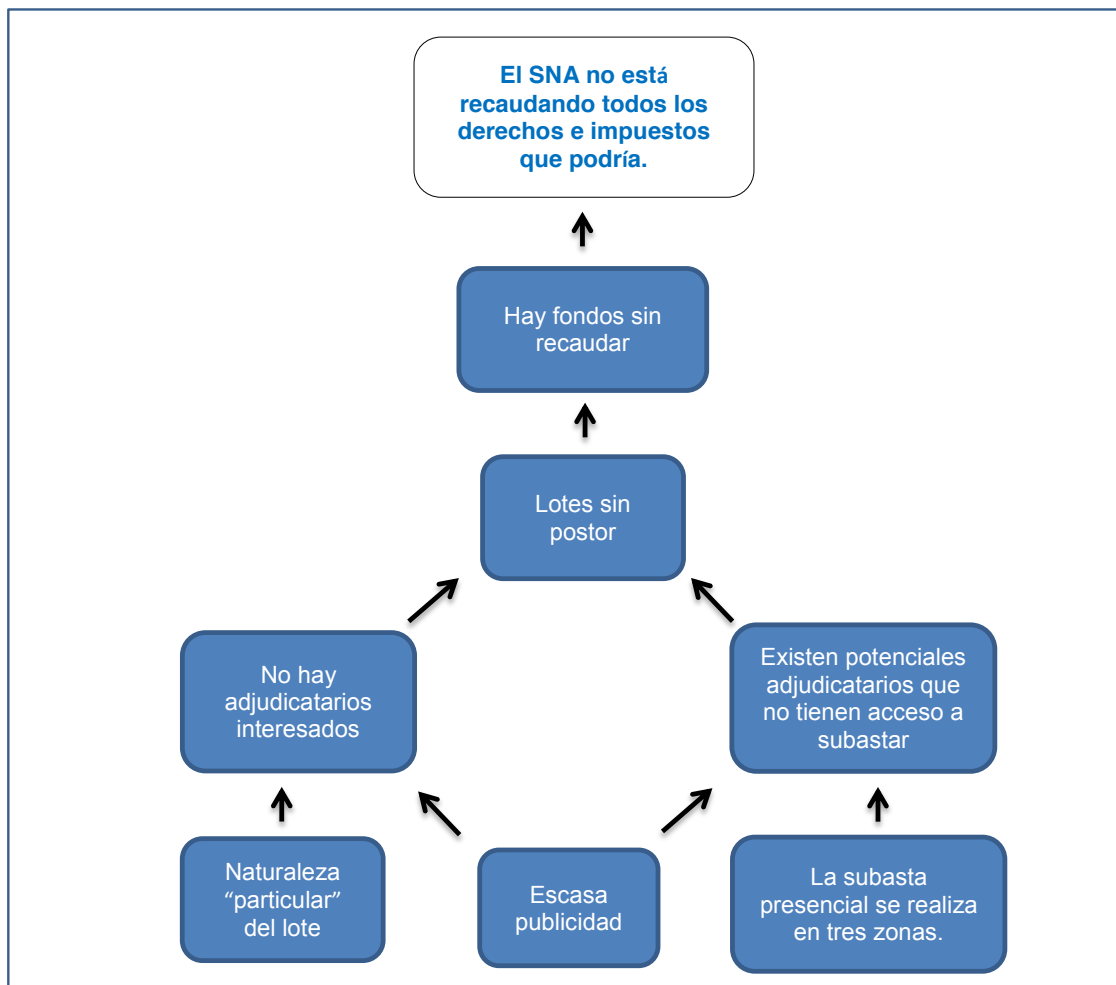 El SNA no está
recaudando todos los
derechos e impuestos
que podría.
Hay fondos sin
recaudar
Lotes sin
postor
No hay
adjudicatarios
interesados
Existen potenciales
adjudicatarios que
no tienen acceso a
subastar
Naturaleza
“particular”
del lote
Escasa
publicidad
La subasta
presencial se realiza
en tres zonas.